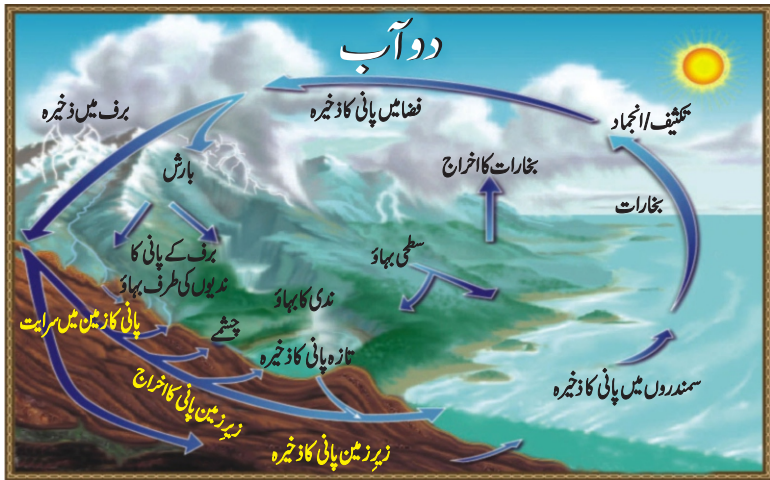 دو آب
برف میں ذخیرہ
فضا میں پانی کا ذخیرہ
تکثیف/انجماد
بارش
بخارات کا اخراج
بخارات
برف کے پانی کا
ندیوں کی طرف بہاؤ
سطحی بہاؤ
ندی کا بہاؤ
پانی کا زمین میں سرایت
چشمے
تازہ پانی کا ذخیرہ
سمندروں میں پانی کا ذخیرہ
زیرِ زمین پانی کا اخراج
زیرِ زمین پانی کا ذخیرہ